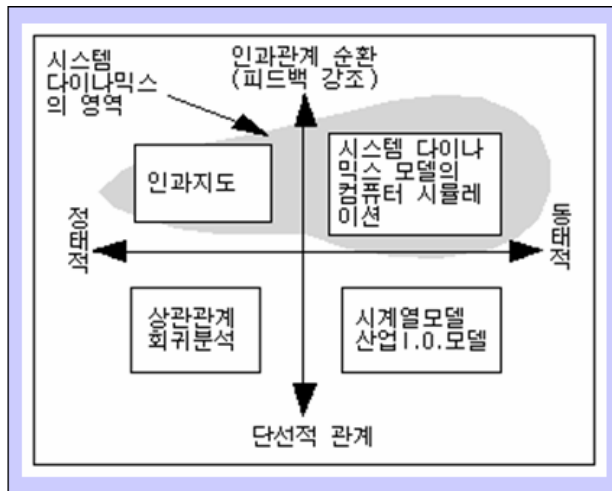 시스템
다이나믹스
의 영역
인과관계 순환
(피드백 강조)
인과지도
시스템 다이나
믹스 모델의
컴퓨터 시뮬레
이션
정태적
동태적
상관관계
회귀분석
시계열모델
산업I.O.모델
단선적 관계